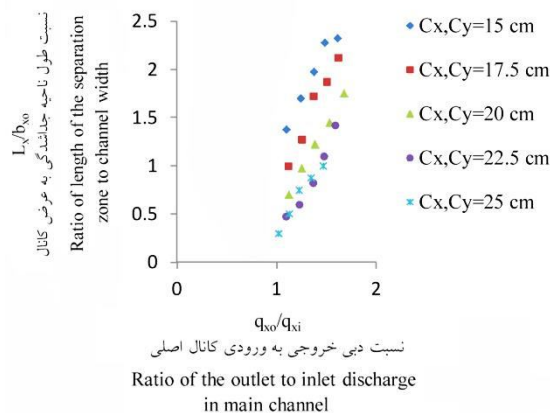 نسبت طول ناحیه جداشدگی به عرض کانال
Lx/bxo
Ratio of length of the separation
zone to channel width
2.5
2
1.5
1
0.5
0
0
1
2
Cx,Cy=15 cm
Cx,Cy=17.5 cm
Cx,Cy=20 cm
Cx,Cy=22.5 cm
Cx,Cy=25 cm
qxo/qxi
نسبت دبی خروجی به ورودی کانال اصلی
Ratio of the outlet to inlet discharge
in main channel